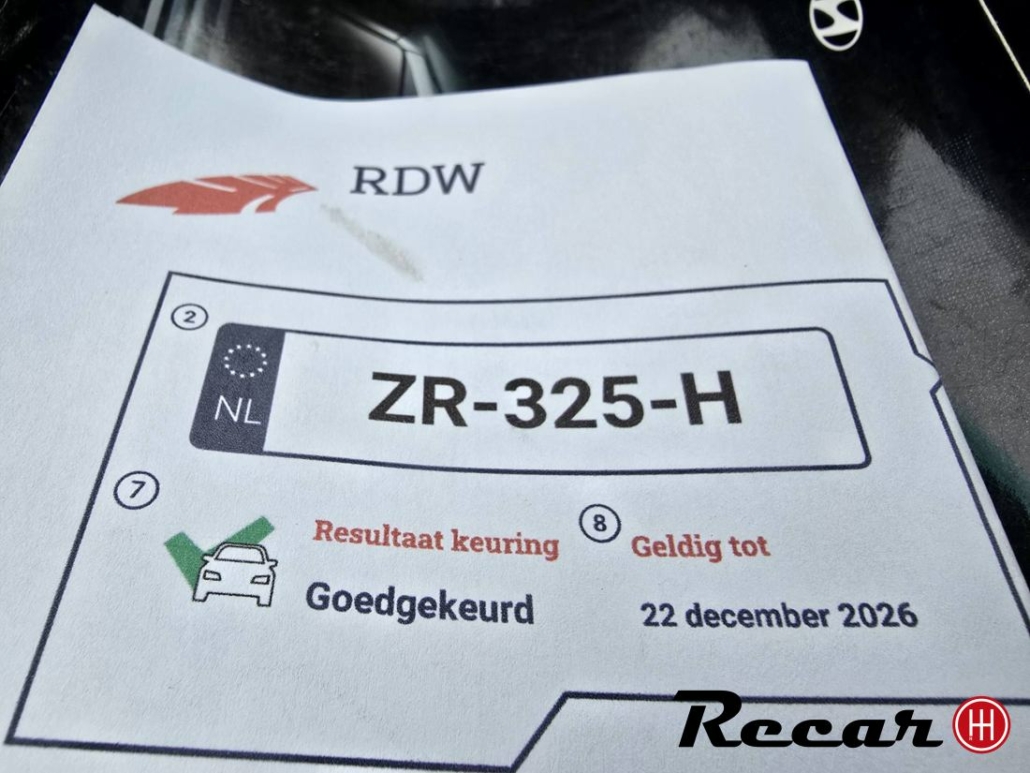 RDW
2
NL
ZR-325-H
7
Resultaat keuring
Goedgekeurd
8
Geldig tot
22 december 2026
Recar